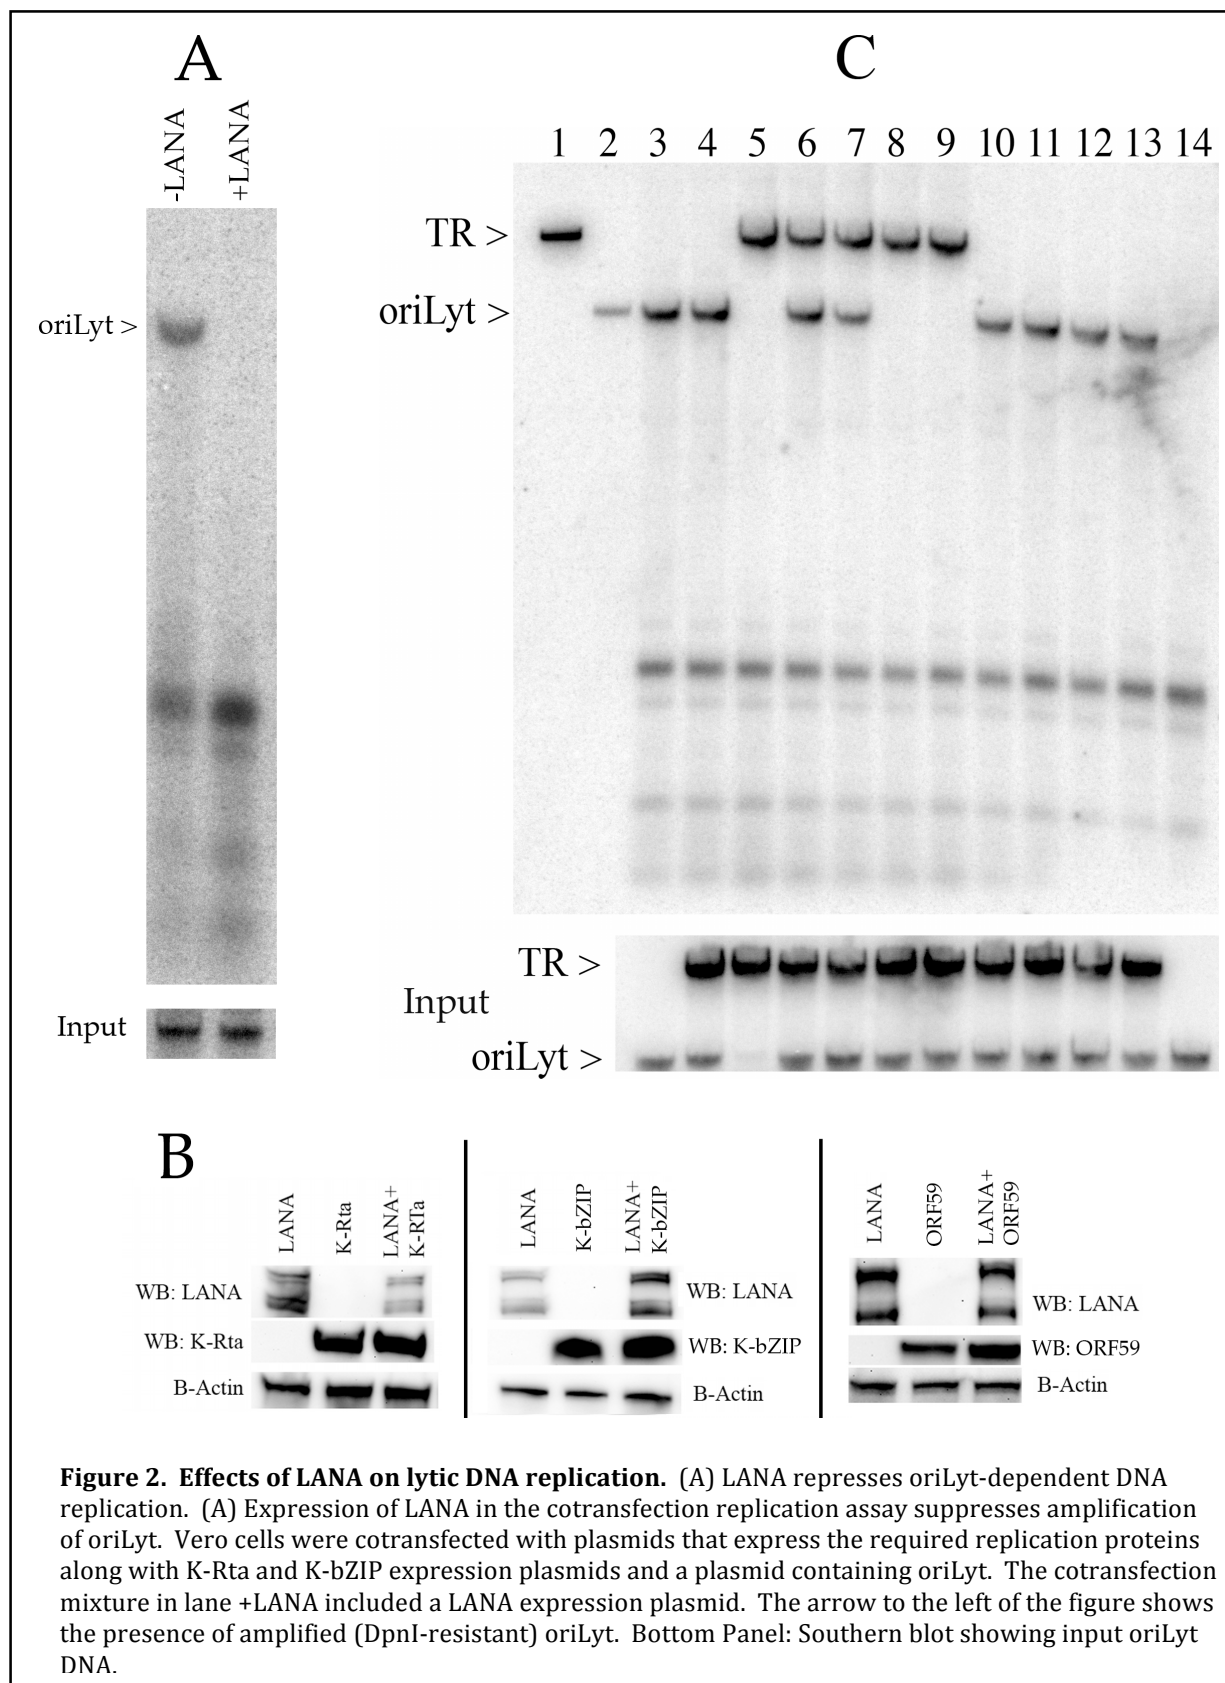 A
C
-LANA
+LANA
1 2 3 4 5 6 7 8 9 10 11 12 13 14
TR >
oriLyt >
oriLyt >
TR >
Input
oriLyt >
Input
B
LANA
K-Rta
LANA+
K-RTa
WB: LANA
WB: K-Rta
B-Actin
LANA
K-bZIP
LANA+
K-bZIP
WB: LANA
WB: K-bZIP
B-Actin
LANA
ORF59
LANA+
ORF59
WB: LANA
WB: ORF59
B-Actin
Figure 2. Effects of LANA on lytic DNA replication. (A) LANA represses oriLyt-dependent DNA
replication. (A) Expression of LANA in the cotransfection replication assay suppresses amplification
of oriLyt. Vero cells were cotransfected with plasmids that express the required replication proteins
along with K-Rta and K-bZIP expression plasmids and a plasmid containing oriLyt. The cotransfection
mixture in lane +LANA included a LANA expression plasmid. The arrow to the left of the figure shows
the presence of amplified (DpnI-resistant) oriLyt. Bottom Panel: Southern blot showing input oriLyt
DNA.